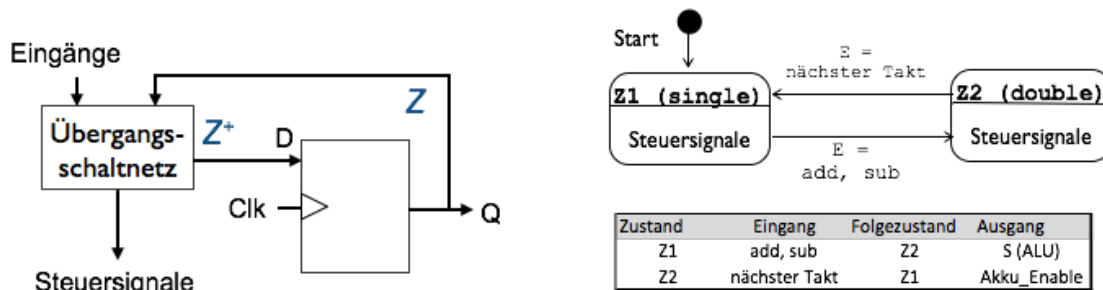 Eingänge
Z
Übergangs-
schaltnetz
Z+
D
Clk
Q
Steuersignale
Start
E =
nächster Takt
Z1 (single)
Z2 (double)
Steuersignale
Steuersignale
E =
add, sub
Zustand Eingang Folgezustand Ausgang
Z1 add, sub Z2 S (ALU)
Z2 nächster Takt Z1 Akku_Enable